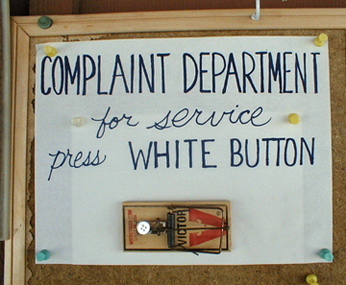 COMPLAINT DEPARTMENT
for service
press WHITE BUTTON
VICTOR